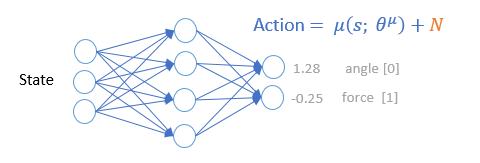 Action = μ(s; θ^μ) + N
State
1.28 angle [0]
-0.25 force [1]